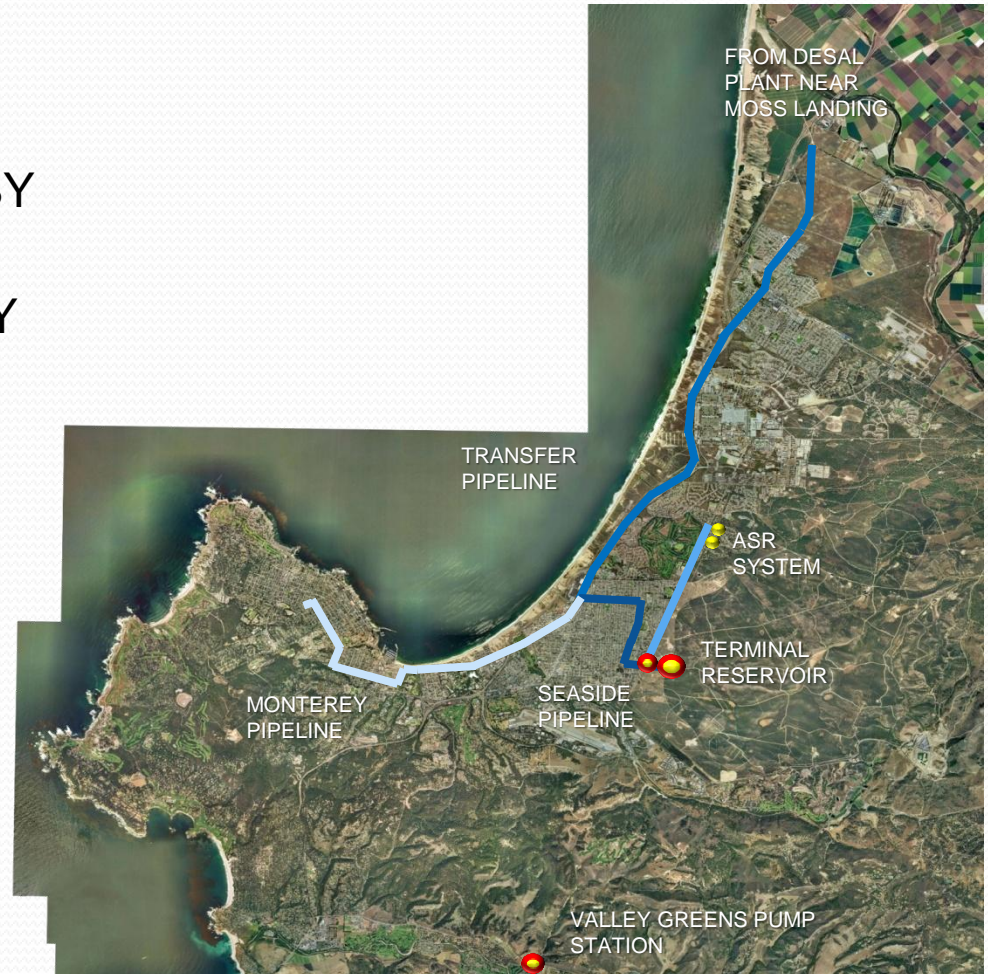 FROM DESAL
PLANT NEAR
MOSS LANDING
BY
Y
TRANSFER
PIPELINE
ASR
SYSTEM
TERMINAL
RESERVOIR
MONTEREY
PIPELINE
SEASIDE
PIPELINE
VALLEY GREENS PUMP
STATION